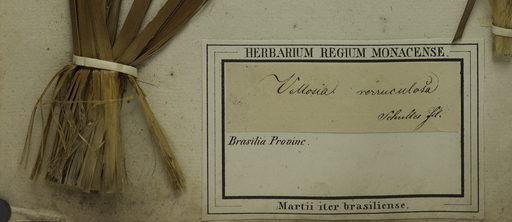 HERBARIUM REGIUM MONACENSE.
Vellosia verruculosa
Schultes fil.
Brasilia Provinc.
Martii iter brasiliense.